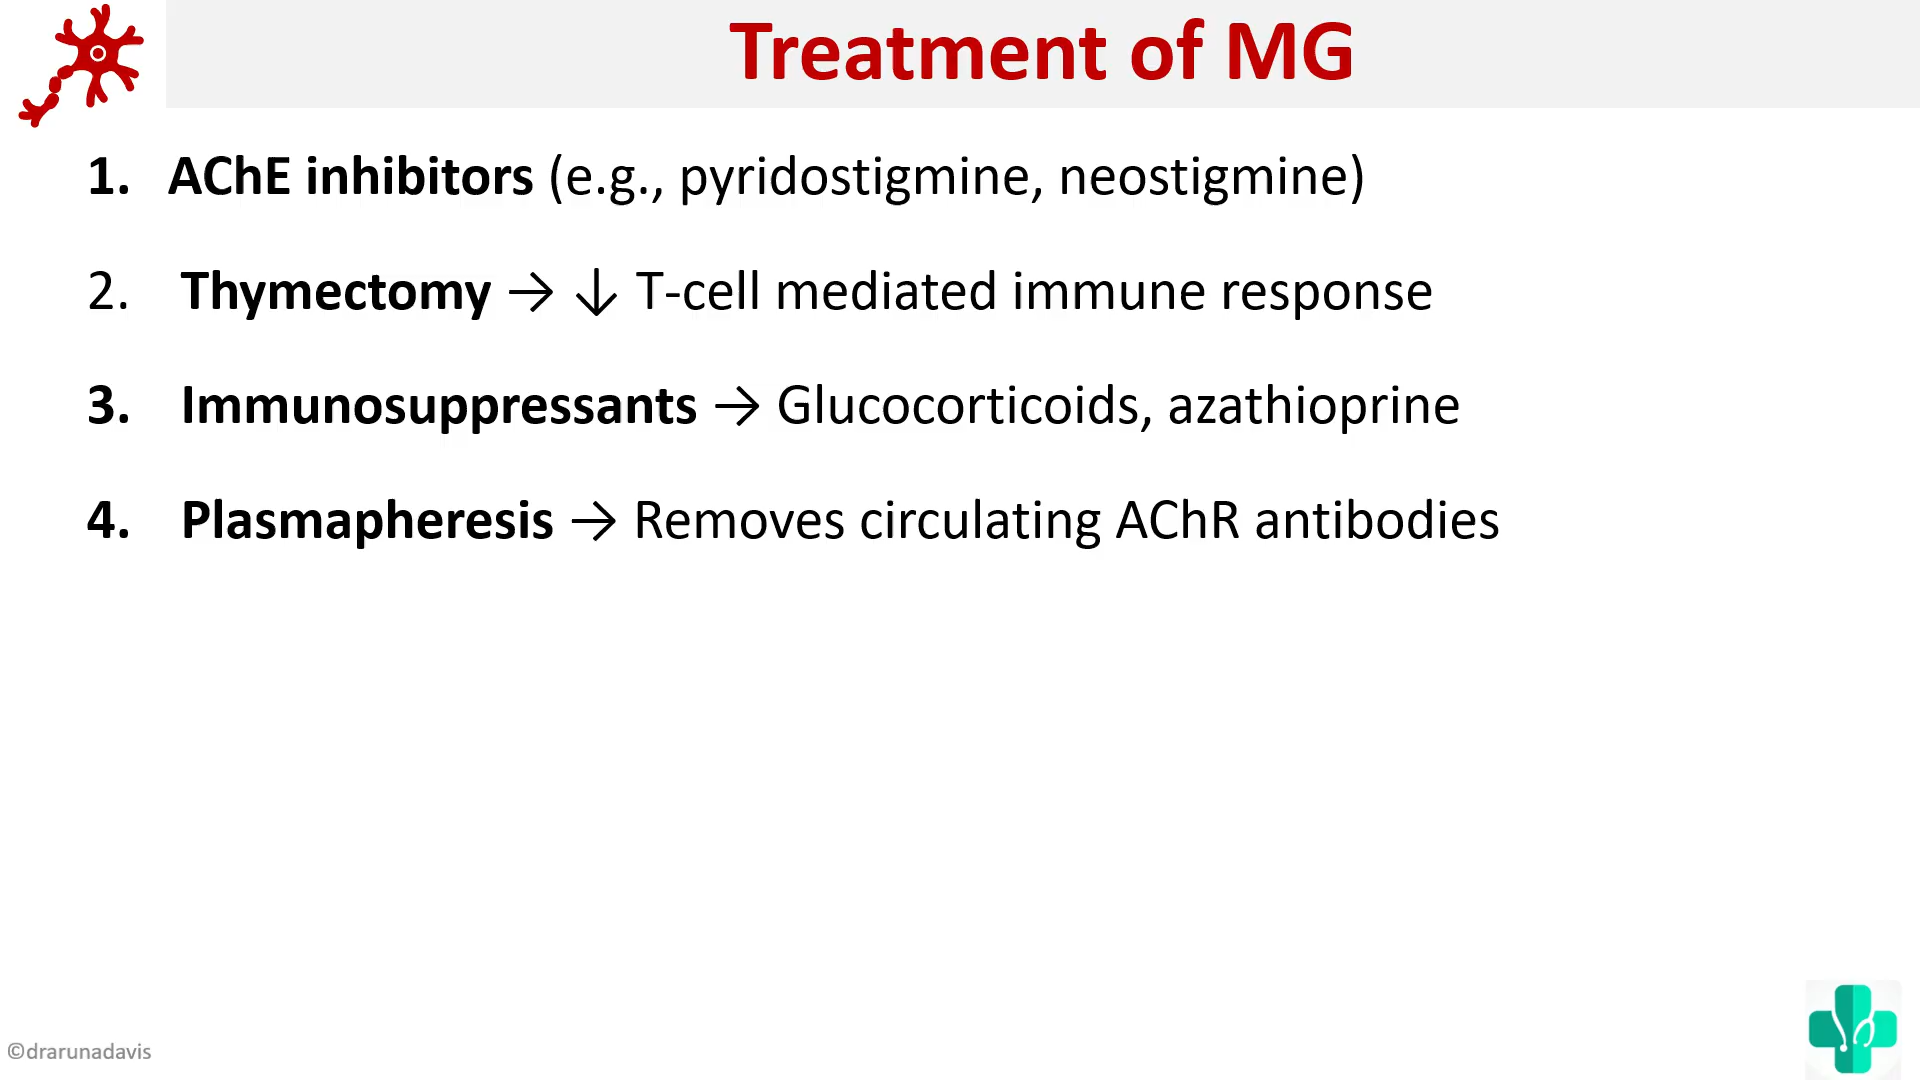 Treatment of MG
1. AChE inhibitors (e.g., pyridostigmine, neostigmine)
2. Thymectomy → ↓ T-cell mediated immune response
3. Immunosuppressants → Glucocorticoids, azathioprine
4. Plasmapheresis → Removes circulating AChR antibodies
©drarunadavis